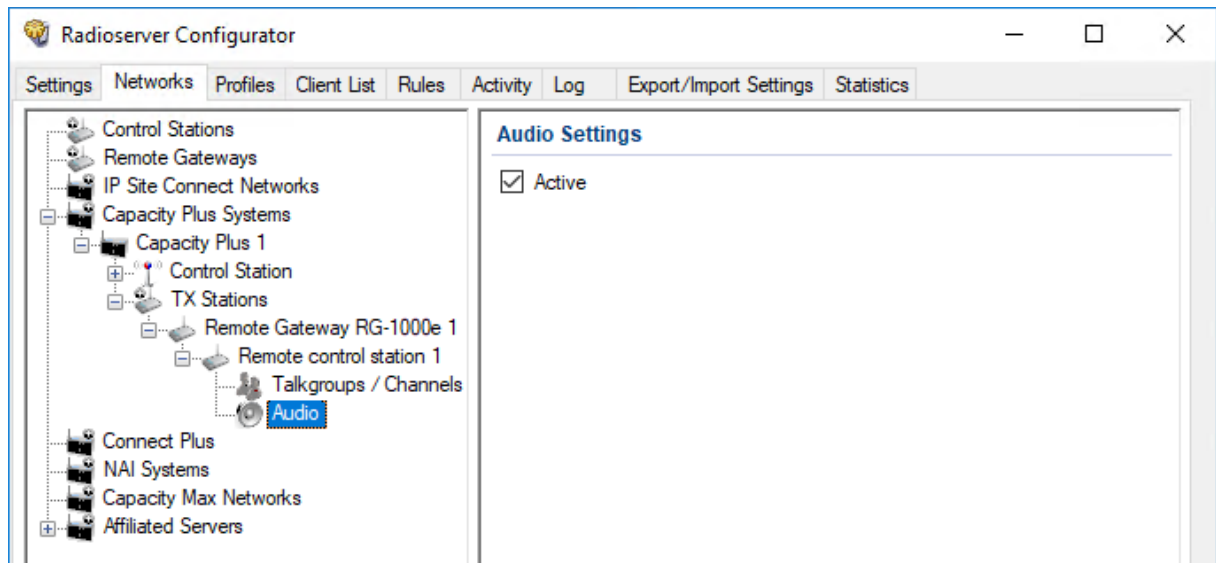 Radioserver Configurator
Settings Networks Profiles Client List Rules Activity Log Export/Import Settings Statistics
Control Stations
Remote Gateways
IP Site Connect Networks
Capacity Plus Systems
Capacity Plus 1
Control Station
TX Stations
Remote Gateway RG-1000e 1
Remote control station 1
Talkgroups / Channels
Audio
Connect Plus
NAI Systems
Capacity Max Networks
Affiliated Servers
Audio Settings
Active